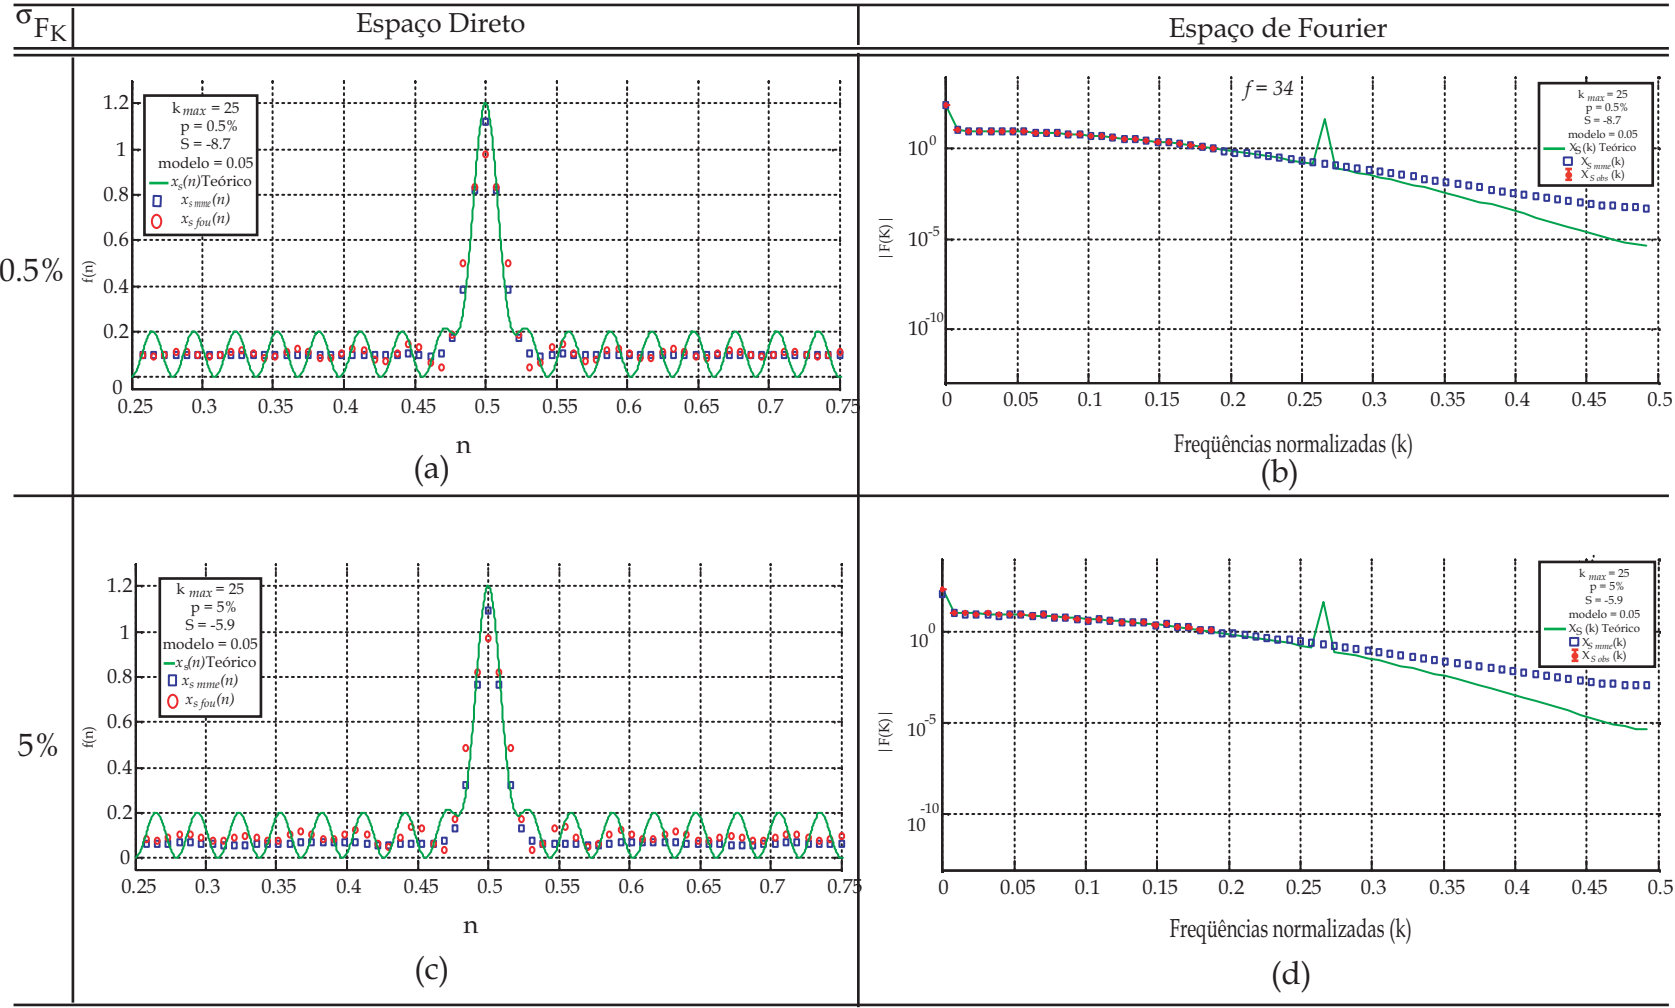 σ FK Espaço Direto Espaço de Fourier
0.5%
k max = 25
p = 0.5%
S = -8.7
modelo = 0.05
xs(n)Teórico
xs mme(n)
xs fou(n)
f(n)
1.2
1
0.8
0.6
0.4
0.2
0
0.25 0.3 0.35 0.4 0.45 0.5 0.55 0.6 0.65 0.7 0.75
n
(a)
f = 34
k max = 25
p = 0.5%
S = -8.7
modelo = 0.05
XS(k) Teórico
XS mme(k)
XS obs (k)
|F(K)|
10^0
10^-5
10^-10
0 0.05 0.1 0.15 0.2 0.25 0.3 0.35 0.4 0.45 0.5
Freqüências normalizadas (k)
(b)
5%
k max = 25
p = 5%
S = -5.9
modelo = 0.05
xs(n)Teórico
xs mme(n)
xs fou(n)
f(n)
1.2
1
0.8
0.6
0.4
0.2
0
0.25 0.3 0.35 0.4 0.45 0.5 0.55 0.6 0.65 0.7 0.75
n
(c)
k max = 25
p = 5%
S = -5.9
modelo = 0.05
XS(k) Teórico
XS mme(k)
XS obs (k)
|F(K)|
10^0
10^-5
10^-10
0 0.05 0.1 0.15 0.2 0.25 0.3 0.35 0.4 0.45 0.5
Freqüências normalizadas (k)
(d)